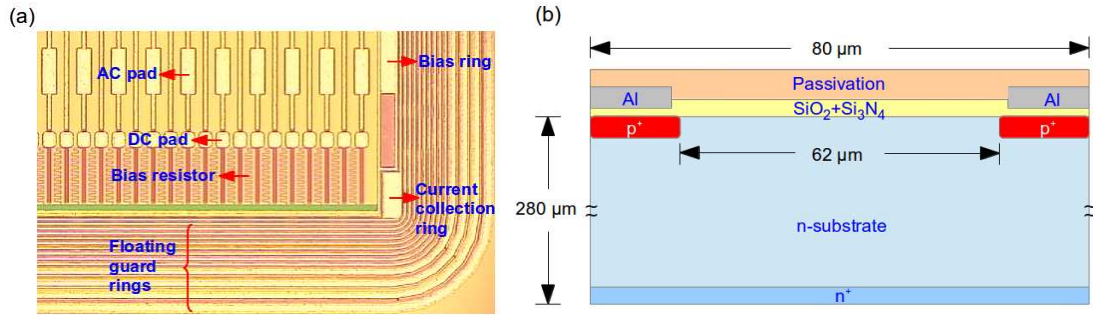 (a)
AC pad
Bias ring
DC pad
Bias resistor
Current
collection
ring
Floating
guard
rings
(b)
80 µm
Passivation
Al
Al
SiO₂+Si₃N₄
p⁺
p⁺
62 µm
280 µm
n-substrate
n⁺